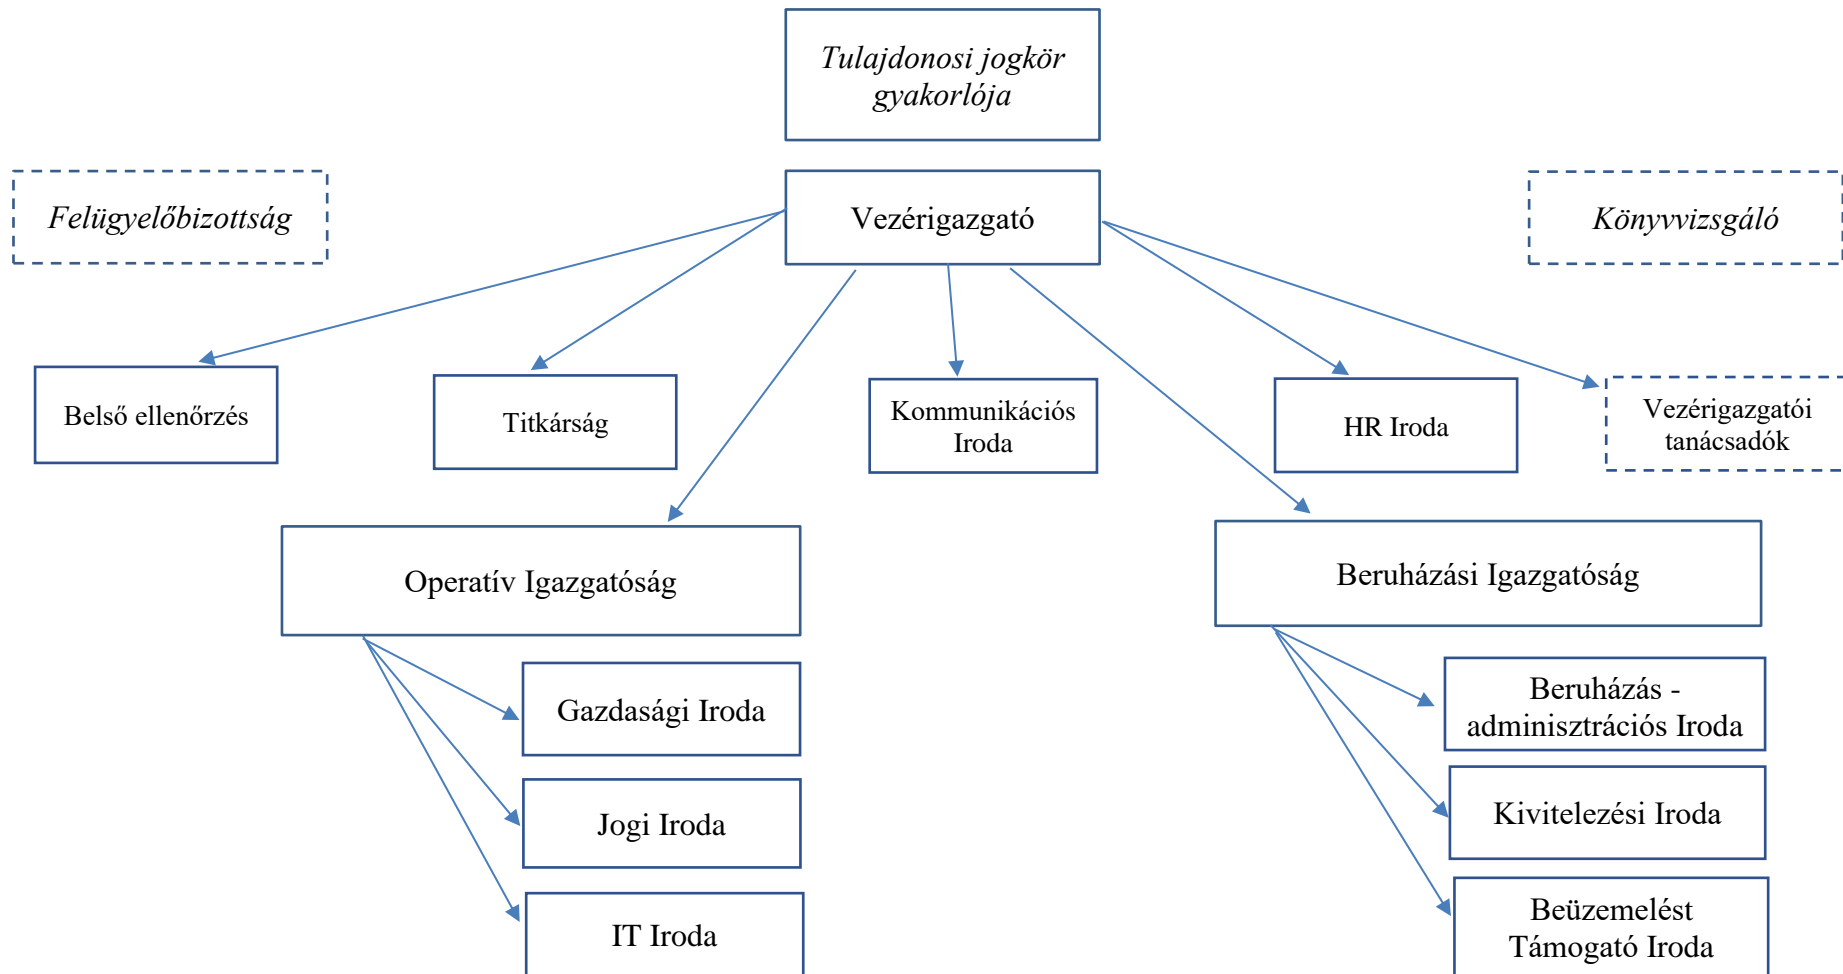 Tulajdonosi jogkör
gyakorlója
Felügyelőbizottság
Vezérigazgató
Könyvvizsgáló
Belső ellenőrzés
Titkárság
Kommunikációs
Iroda
HR Iroda
Vezérigazgatói
tanácsadók
Operatív Igazgatóság
Beruházási Igazgatóság
Gazdasági Iroda
Jogi Iroda
IT Iroda
Beruházás -
adminisztrációs Iroda
Kivitelezési Iroda
Beüzemelést
Támogató Iroda